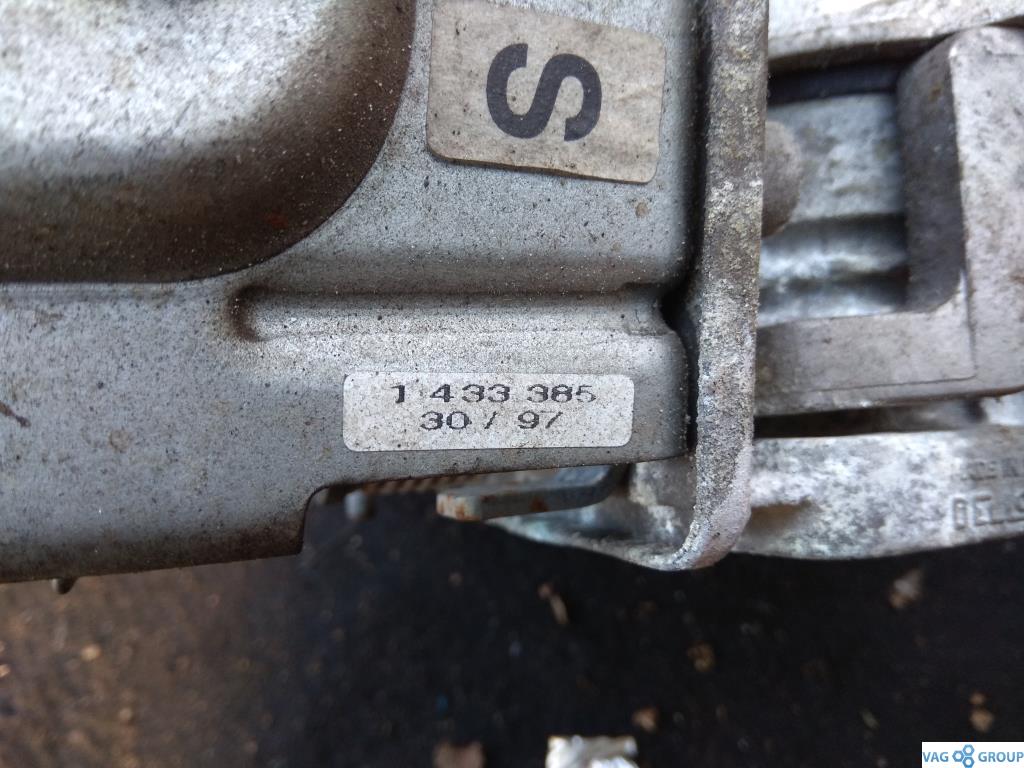 S
1 433 385
30 / 97
VAG GROUP